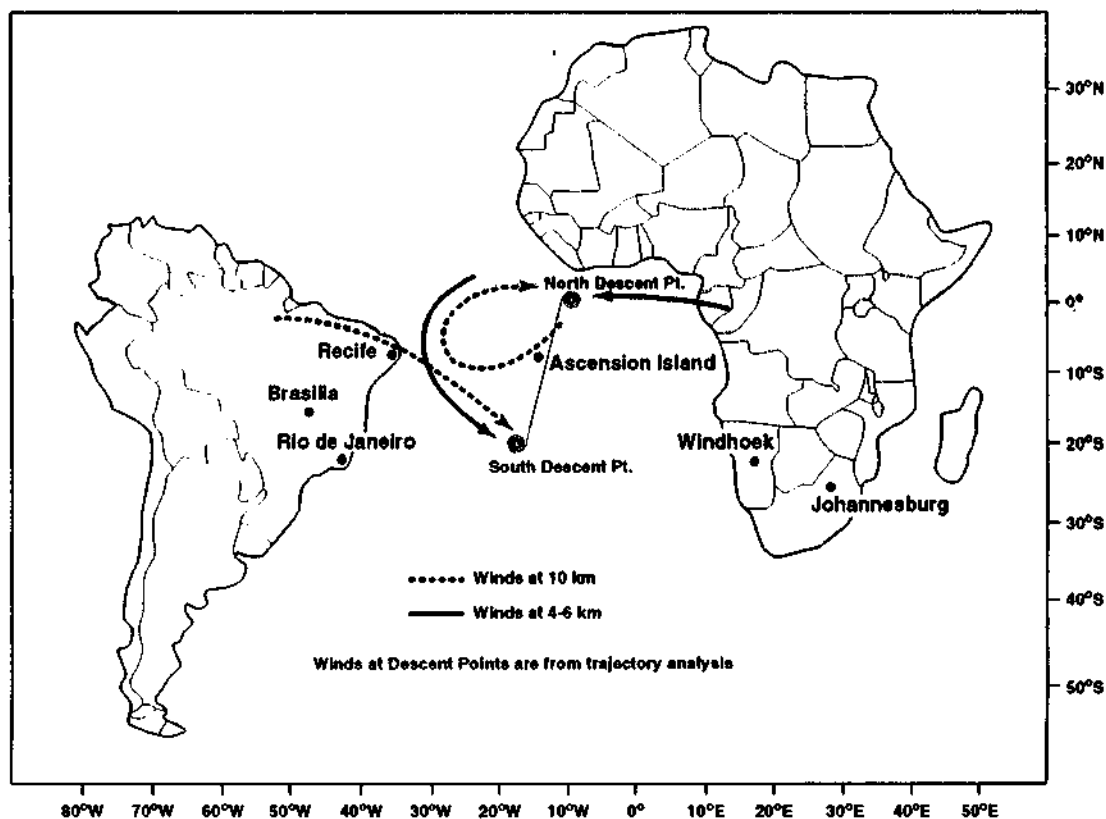 30°N
20°N
10°N
North Descent Pt.
0°
Recife
Ascension Island
10°S
Brasilia
Rio de Janeiro
Windhoek
20°S
South Descent Pt.
Johannesburg
30°S
Winds at 10 km
Winds at 4-6 km
40°S
Winds at Descent Points are from trajectory analysis
50°S
80°W 70°W 60°W 50°W 40°W 30°W 20°W 10°W 0° 10°E 20°E 30°E 40°E 50°E